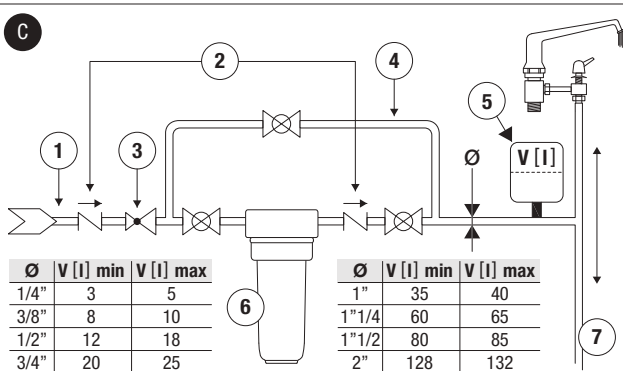 C
2
4
5
1
3
Ø
V [l]
Ø V [l] min V [l] max
1/4” 3 5
3/8” 8 10
1/2” 12 18
3/4” 20 25
6
Ø V [l] min V [l] max
1” 35 40
1”1/4 60 65
1”1/2 80 85
2” 128 132
7